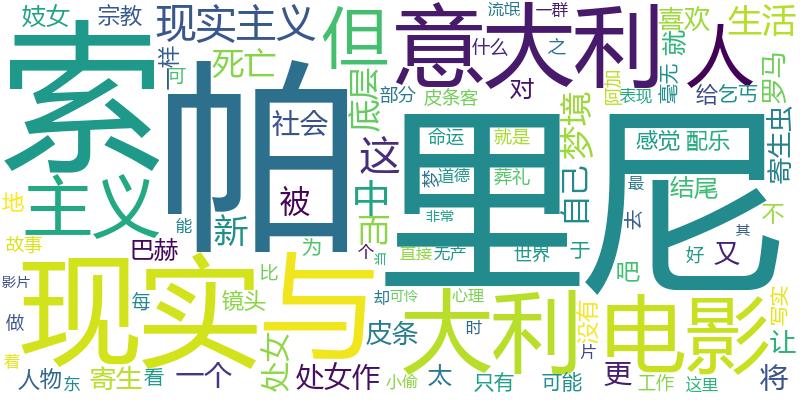 妓女 宗教 现实主义 但 意大利 流氓 一群 喜欢 生活
索 一样 可 死亡 底层 什么 之 人 就 罗马
帕 社会 部分 皮条客 对 阿加 表现 毫无 给 乞丐
里尼 这 命运 就是 梦境 感觉 配乐 寄生虫
主义 被 中 梦 道德 葬礼 自己 结尾
地 新 而 非常 最 去 不
故事 巴赫 能 为 个 直接 无产 世界 于 吧 好 又 其
影片 现实 与 大利 电影
做 每 镜头 比 却 可怜 心理 时 没有 写实 让
着 处女 皮条 片
人物 东 寄生 看 一个 处女作 小偷 太 只有 可能 更 工作 这里 将